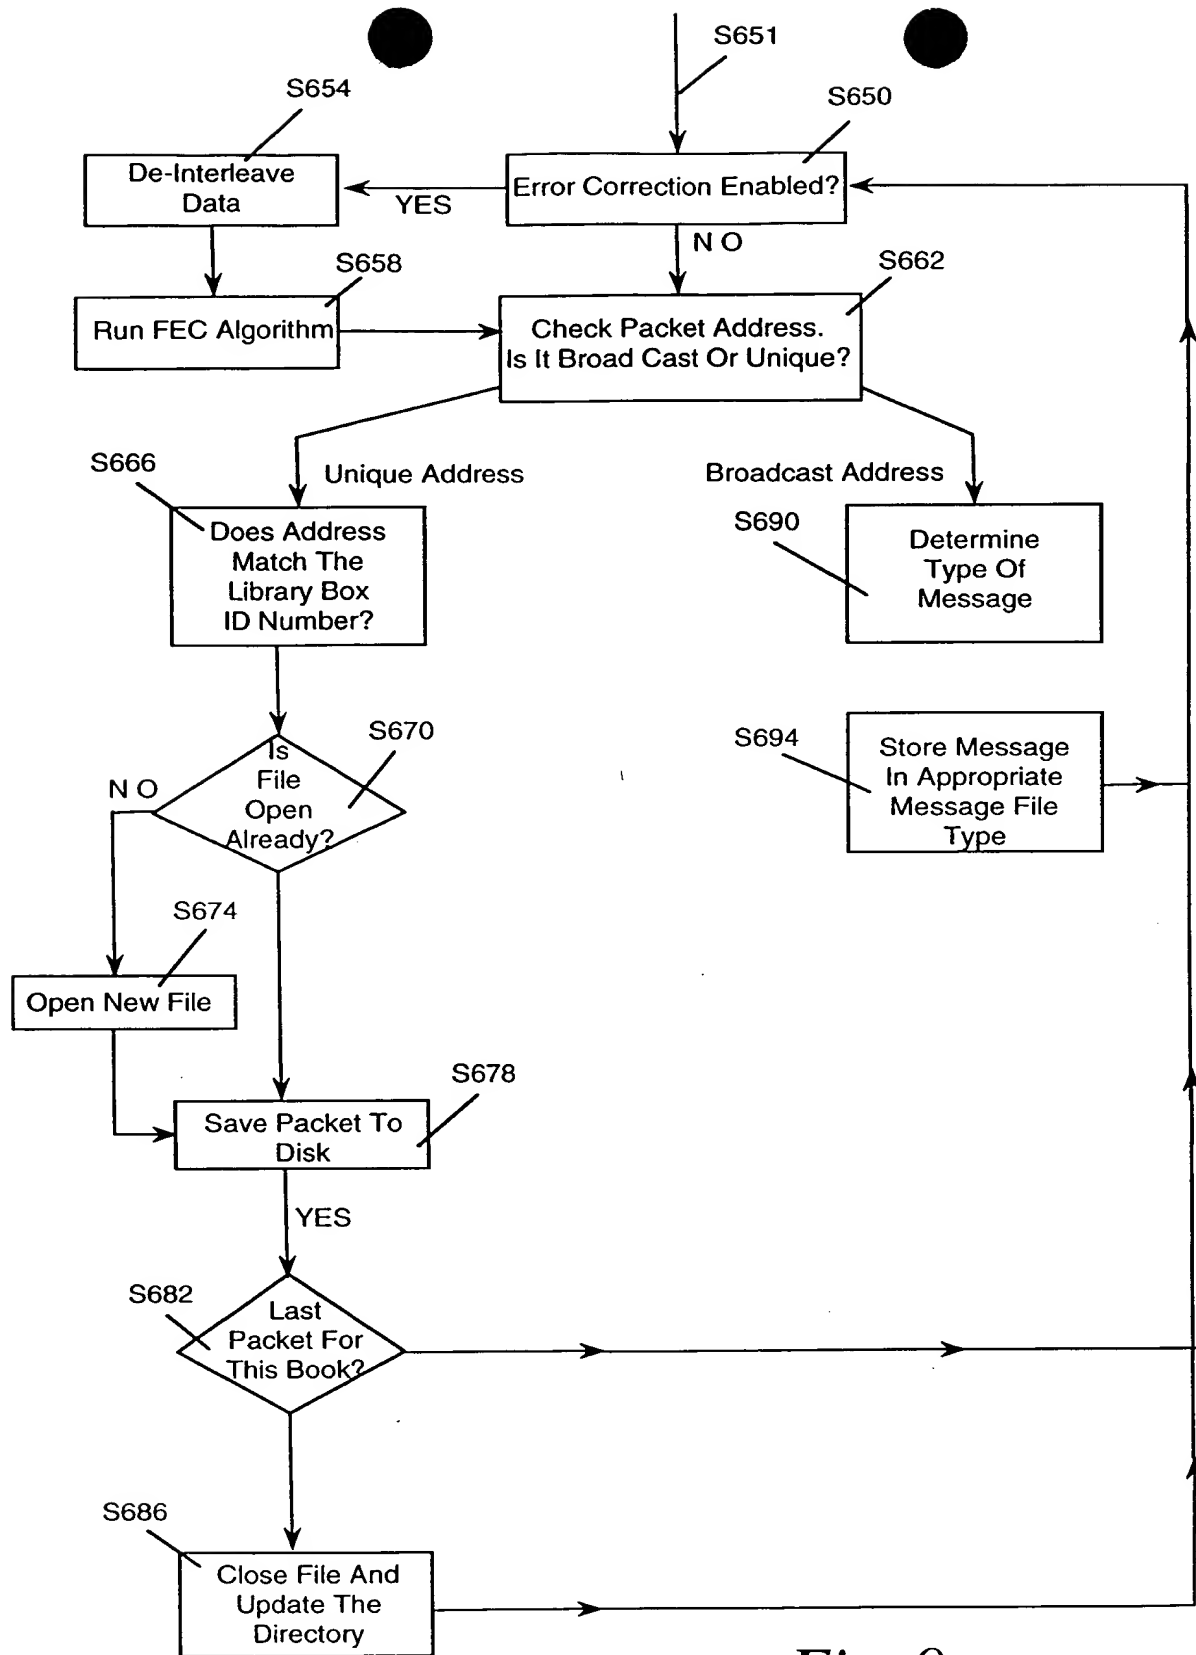 S651
S654
S650
De-Interleave
Data
YES
Error Correction Enabled?
N O
S658
S662
Run FEC Algorithm
Check Packet Address.
Is It Broad Cast Or Unique?
S666
Unique Address
Broadcast Address
Does Address
Match The
Library Box
ID Number?
S690
Determine
Type Of
Message
S670
Is
File
Open
Already?
N O
S694
Store Message
In Appropriate
Message File
Type
S674
Open New File
S678
Save Packet To
Disk
YES
S682
Last
Packet For
This Book?
S686
Close File And
Update The
Directory